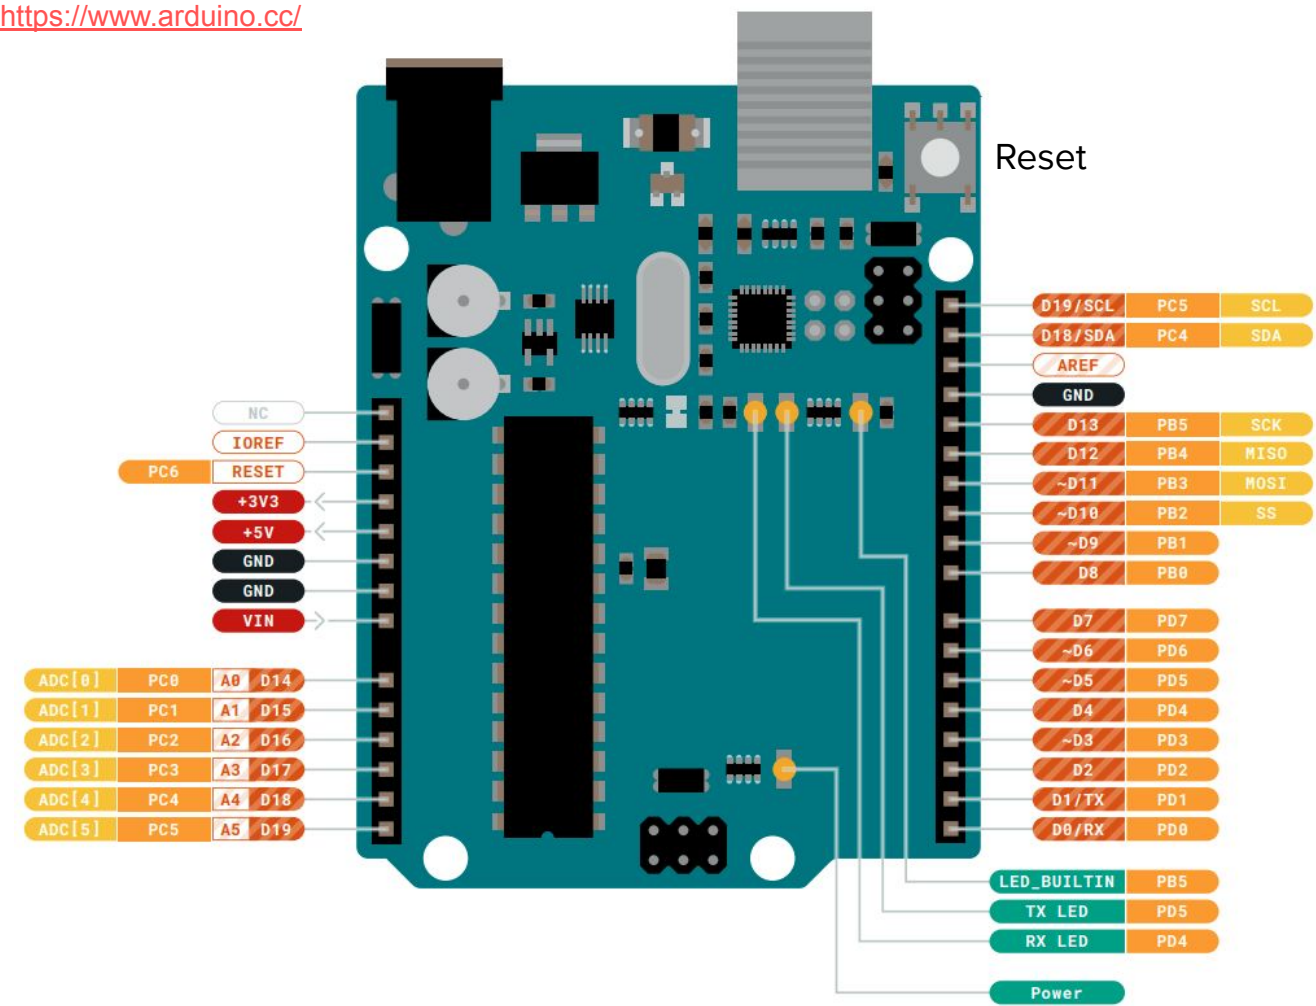 https://www.arduino.cc/
Reset
D19/SCL PC5 SCL
D18/SDA PC4 SDA
AREF
GND
D13 PB5 SCK
D12 PB4 MISO
~D11 PB3 MOSI
~D10 PB2 SS
~D9 PB1
D8 PB0
D7 PD7
~D6 PD6
~D5 PD5
D4 PD4
~D3 PD3
D2 PD2
D1/TX PD1
D0/RX PD0
NC
IOREF
PC6 RESET
+3V3
+5V
GND
GND
VIN
ADC[0] PC0 A0 D14
ADC[1] PC1 A1 D15
ADC[2] PC2 A2 D16
ADC[3] PC3 A3 D17
ADC[4] PC4 A4 D18
ADC[5] PC5 A5 D19
LED_BUILTIN PB5
TX LED PD5
RX LED PD4
Power